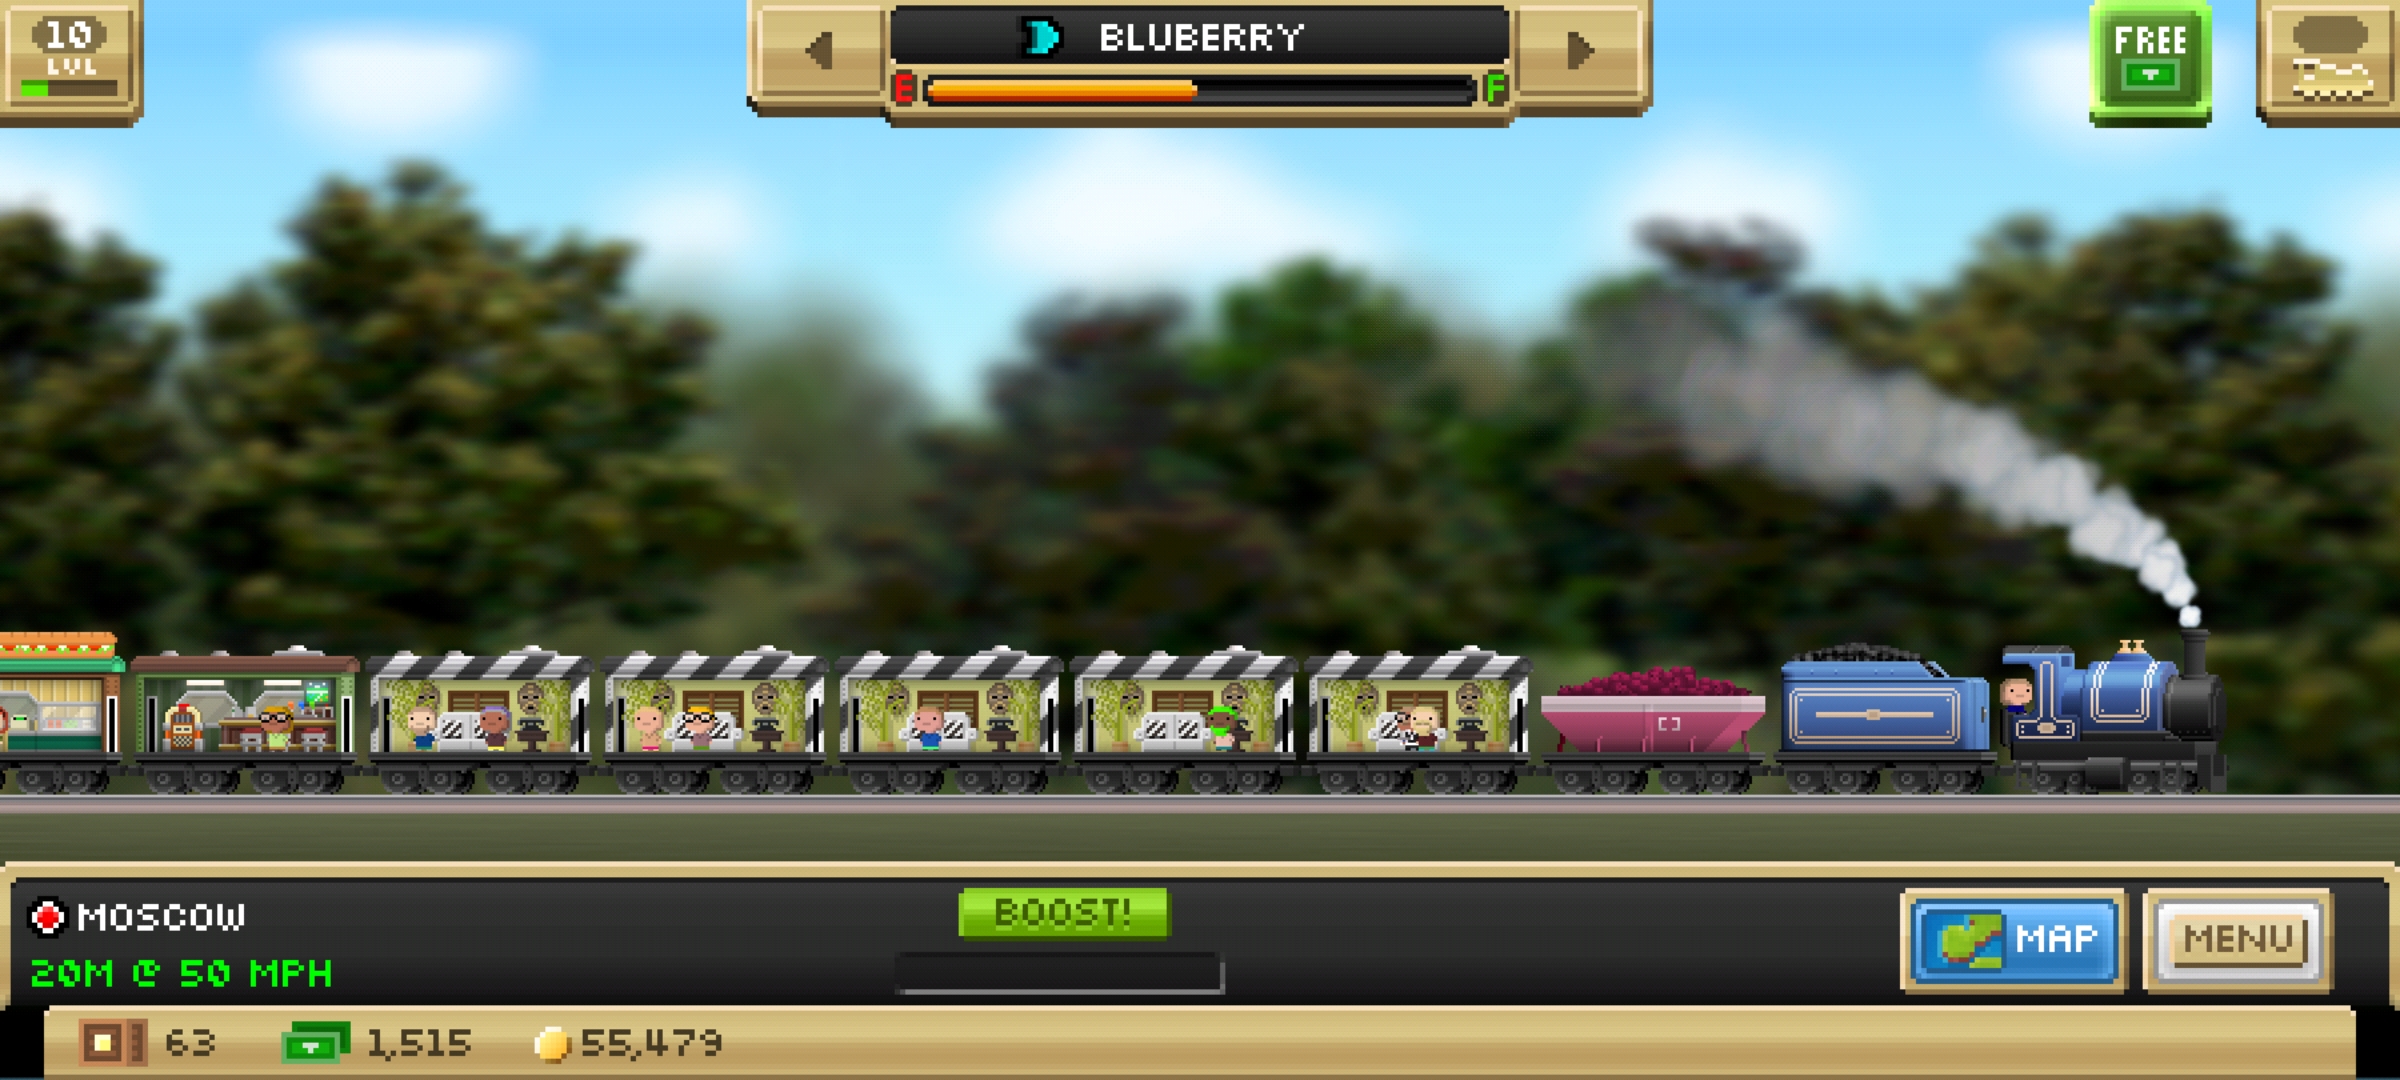 10
LVL
BLUBERRY
E F
FREE
MOSCOW
20M @ 50 MPH
BOOST!
MAP
MENU
63 1,515 55,479